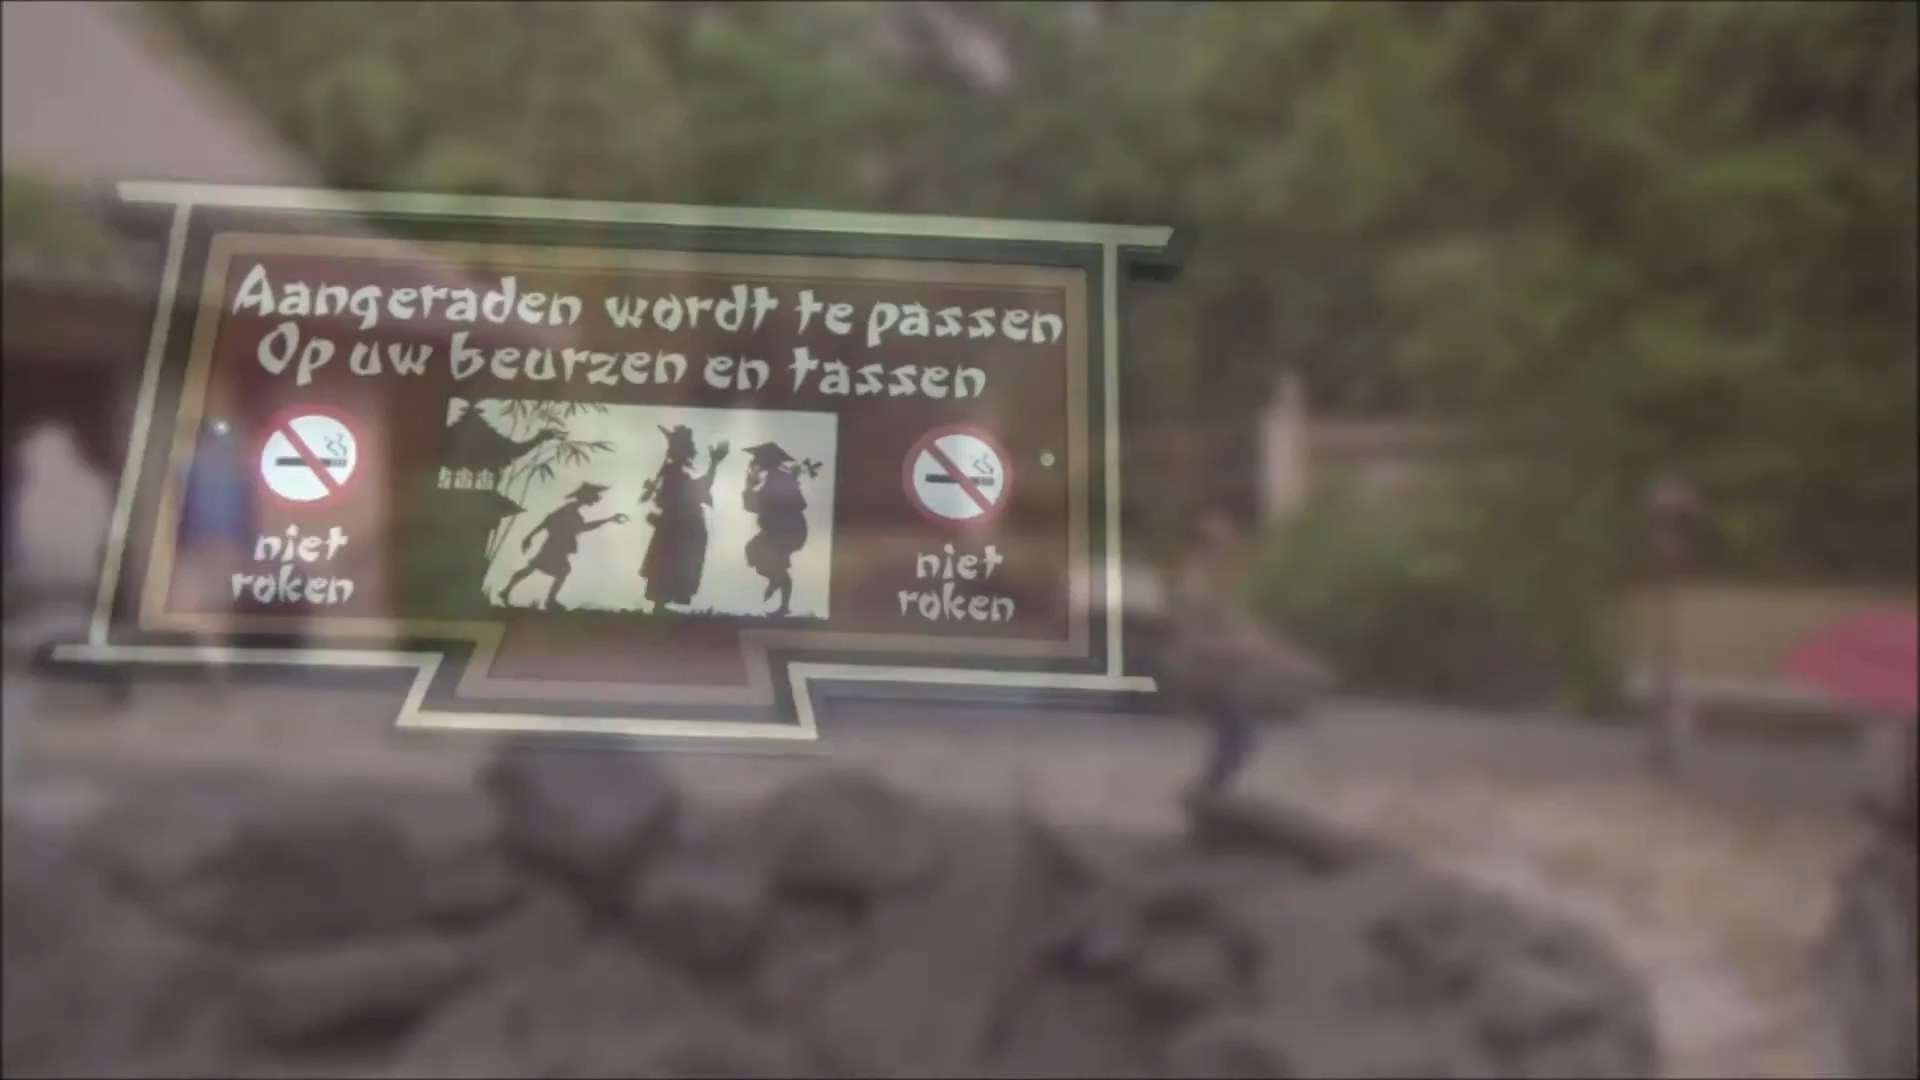 Aangeraden wordt te passen
Op uw beurzen en tassen
niet
roken
niet
roken